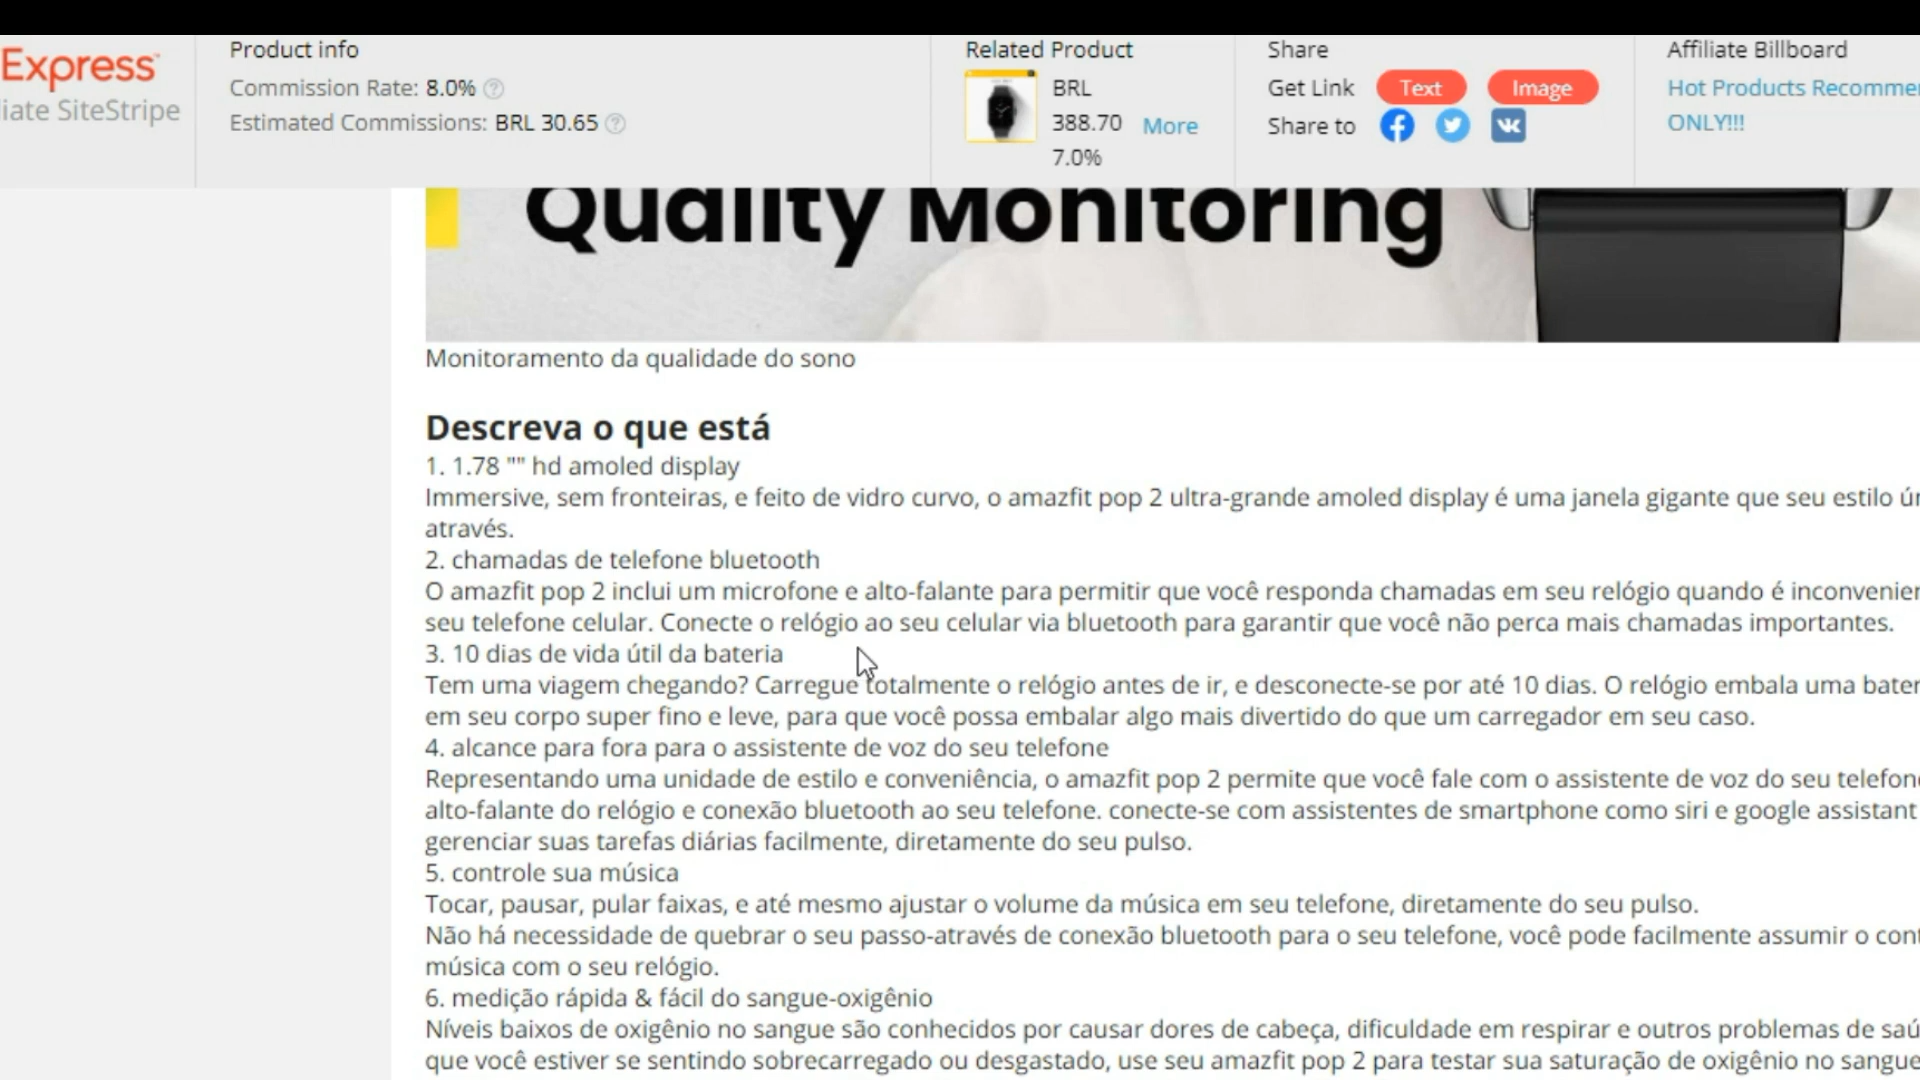 Express
iate SiteStripe
Product info
Commission Rate: 8.0%
Estimated Commissions: BRL 30.65
Related Product
BRL
388.70
More
7.0%
Share
Get Link
Text
Image
Share to
Affiliate Billboard
Hot Products Recomme
ONLY!!!
Quality Monitoring
Monitoramento da qualidade do sono
Descreva o que está
1. 1.78 "" hd amoled display
Immersive, sem fronteiras, e feito de vidro curvo, o amazfit pop 2 ultra-grande amoled display é uma janela gigante que seu estilo
através.
2. chamadas de telefone bluetooth
O amazfit pop 2 inclui um microfone e alto-falante para permitir que você responda chamadas em seu relógio quando é inconvenie
seu telefone celular. Conecte o relógio ao seu celular via bluetooth para garantir que você não perca mais chamadas importantes.
3. 10 dias de vida útil da bateria
Tem uma viagem chegando? Carregue totalmente o relógio antes de ir, e desconecte-se por até 10 dias. O relógio embala uma bater
em seu corpo super fino e leve, para que você possa embalar algo mais divertido do que um carregador em seu caso.
4. alcance para fora para o assistente de voz do seu telefone
Representando uma unidade de estilo e conveniência, o amazfit pop 2 permite que você fale com o assistente de voz do seu telefon
alto-falante do relógio e conexão bluetooth ao seu telefone. conecte-se com assistentes de smartphone como siri e google assistant
gerenciar suas tarefas diárias facilmente, diretamente do seu pulso.
5. controle sua música
Tocar, pausar, pular faixas, e até mesmo ajustar o volume da música em seu telefone, diretamente do seu pulso.
Não há necessidade de quebrar o seu passo-através de conexão bluetooth para o seu telefone, você pode facilmente assumir o con
música com o seu relógio.
6. medição rápida & fácil do sangue-oxigênio
Níveis baixos de oxigênio no sangue são conhecidos por causar dores de cabeça, dificuldade em respirar e outros problemas de saú
que você estiver se sentindo sobrecarregado ou desgastado, use seu amazfit pop 2 para testar sua saturação de oxigênio no sangue